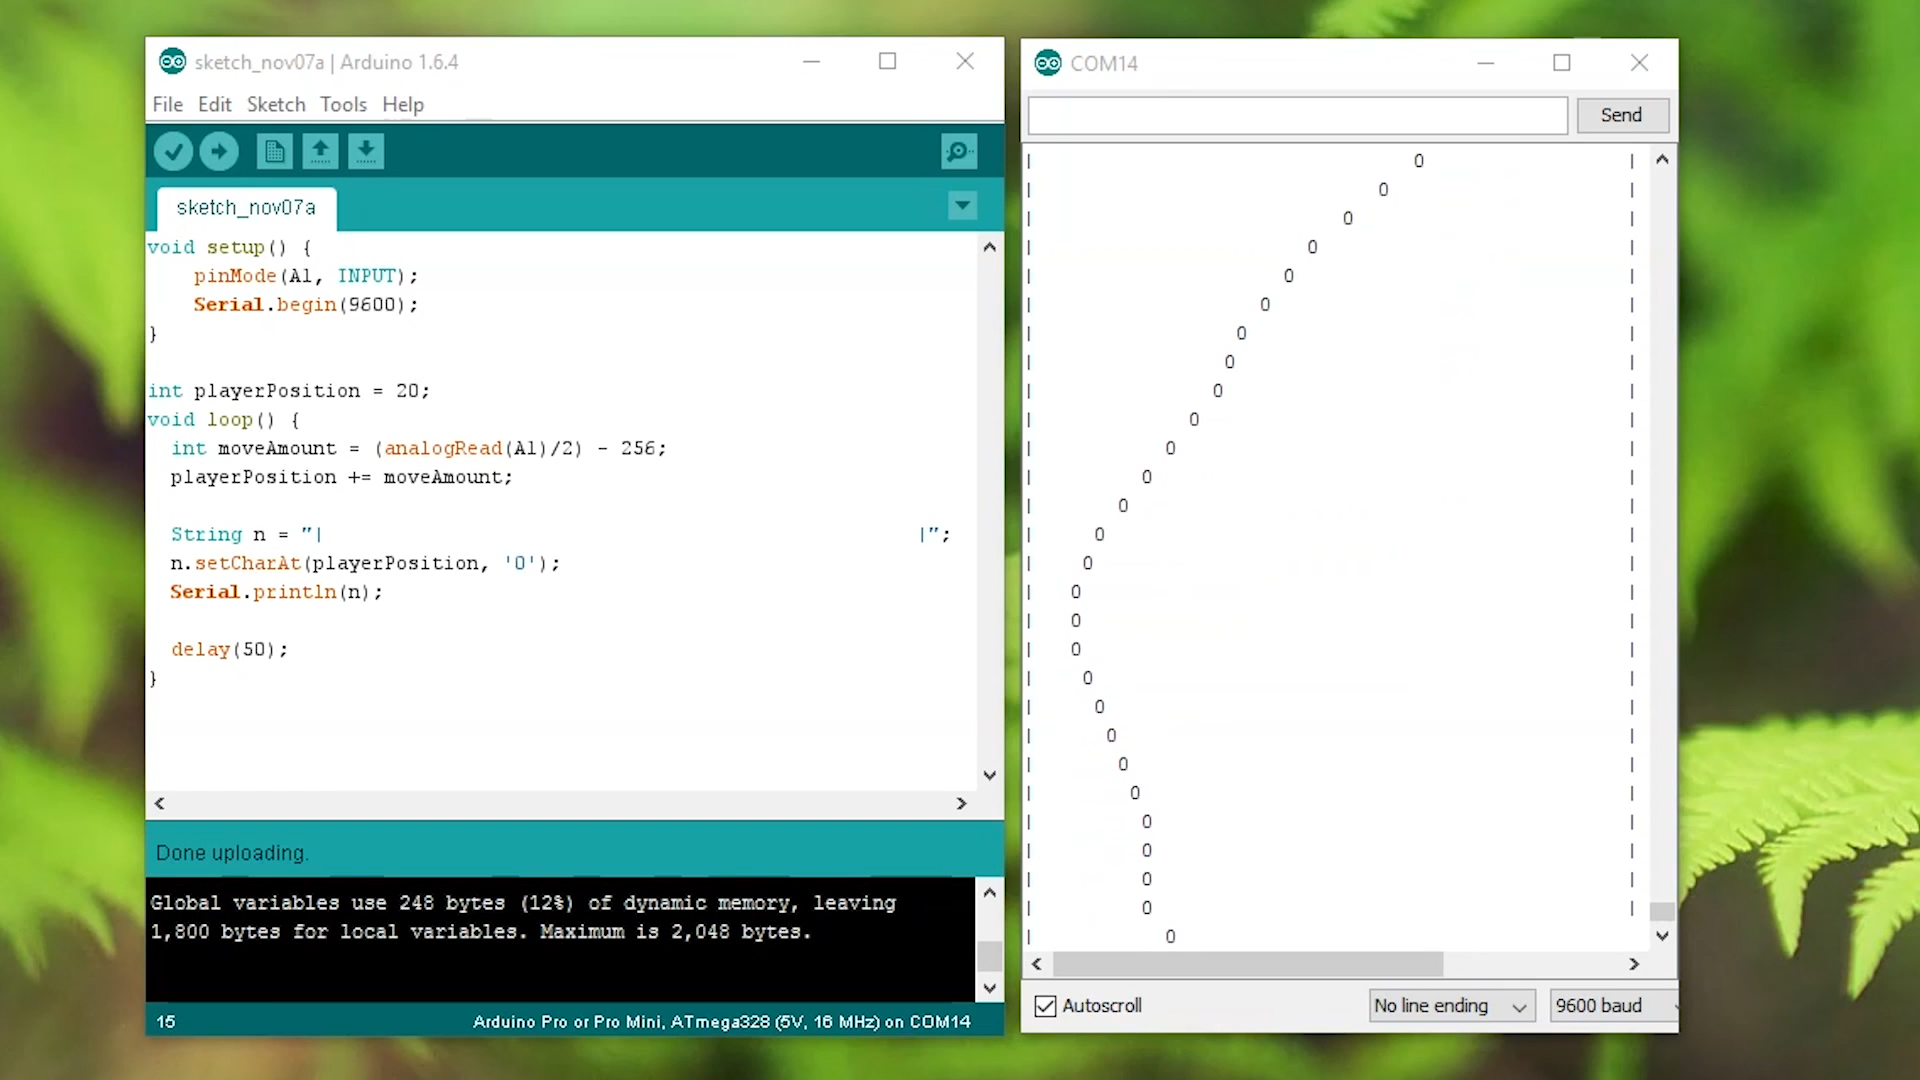 sketch_nov07a | Arduino 1.6.4
File Edit Sketch Tools Help
sketch_nov07a
void setup() {
    pinMode(A1, INPUT);
    Serial.begin(9600);
}
int playerPosition = 20;
void loop() {
  int moveAmount = (analogRead(A1)/2) - 256;
  playerPosition += moveAmount;
  String n = "|                                                  |";
  n.setCharAt(playerPosition, '0');
  Serial.println(n);
  delay(50);
}
Done uploading.
Global variables use 248 bytes (12%) of dynamic memory, leaving
1,800 bytes for local variables. Maximum is 2,048 bytes.
15 Arduino Pro or Pro Mini, ATmega328 (5V, 16 MHz) on COM14
COM14
Send
|                                 0                 |
|                              0                    |
|                           0                       |
|                        0                          |
|                      0                            |
|                    0                              |
|                  0                                |
|                 0                                 |
|                0                                  |
|              0                                    |
|            0                                      |
|          0                                        |
|        0                                          |
|      0                                            |
|     0                                             |
|    0                                              |
|    0                                              |
|    0                                              |
|     0                                             |
|      0                                            |
|       0                                           |
|        0                                          |
|         0                                         |
|          0                                        |
|          0                                        |
|          0                                        |
|          0                                        |
|            0
Autoscroll No line ending 9600 baud